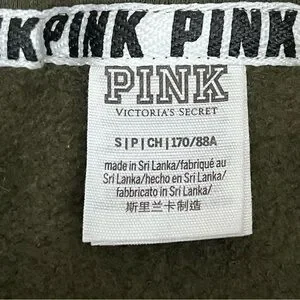 K PINK PINK
PINK
VICTORIA'S SECRET
S|P|CH|170/88A
made in Sri Lanka/fabriqué au
Sri Lanka/hecho en Sri Lanka/
fabbricato in Sri Lanka/
斯里兰卡制造